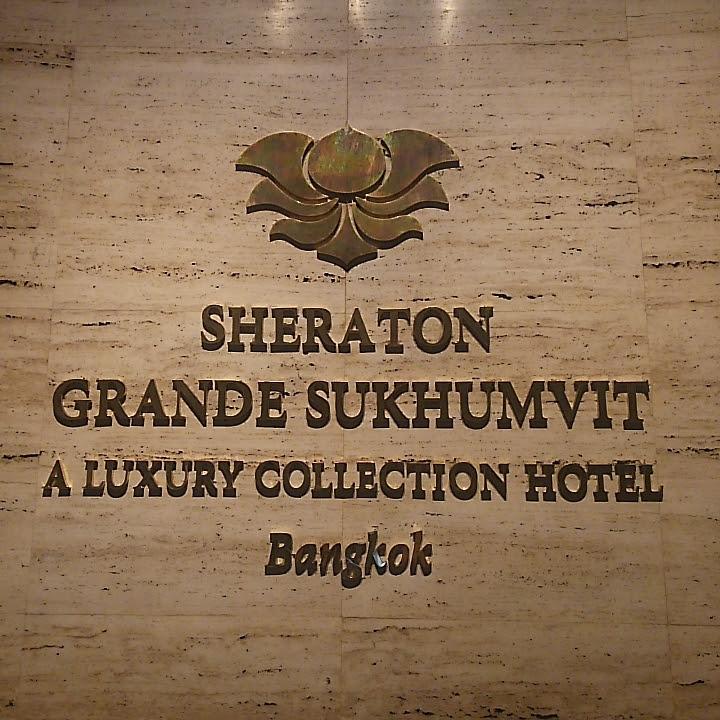 SHERATON
GRANDE SUKHUMVIT
A LUXURY COLLECTION HOTEL
Bangkok